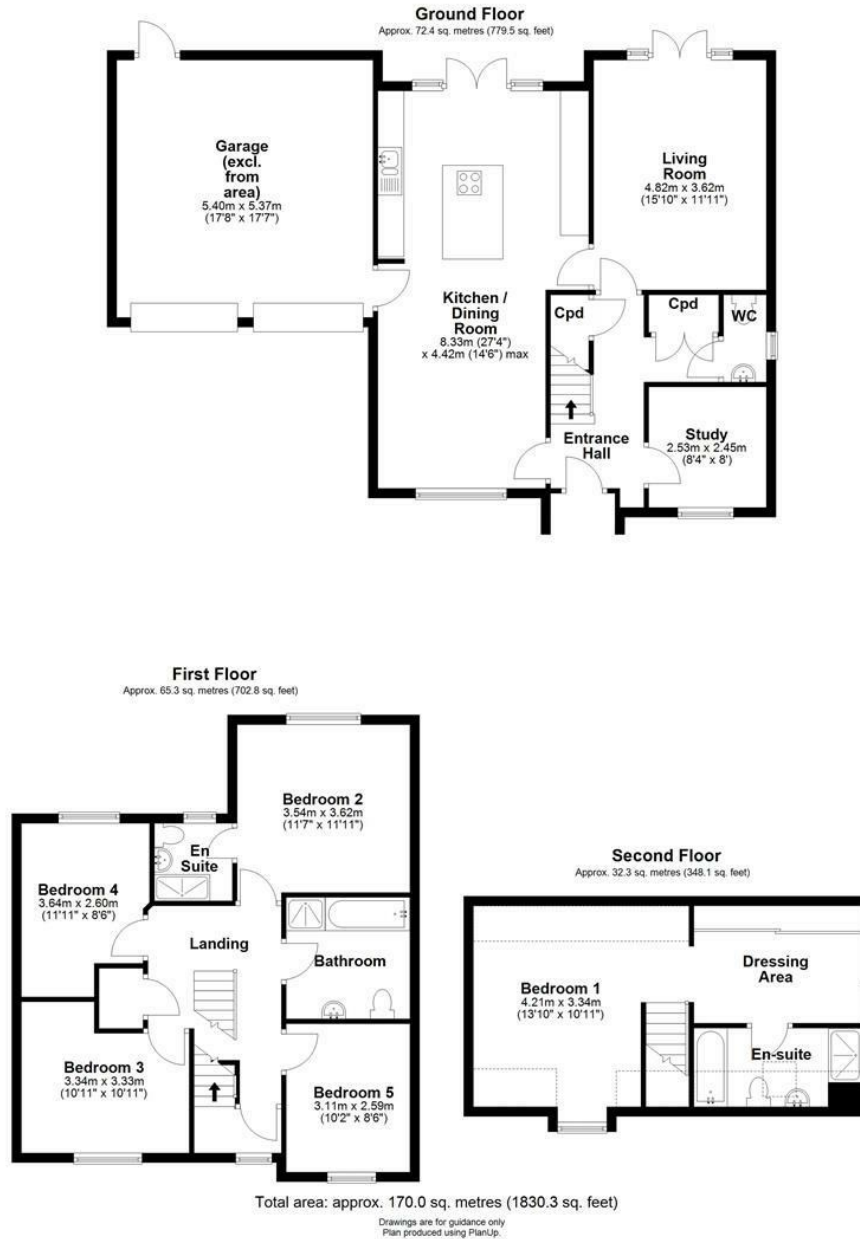 Ground Floor
Approx. 72.4 sq. metres (779.5 sq. feet)
Garage
(excl.
from
area)
5.40m x 5.37m
(17'8" x 17'7")
Living
Room
4.82m x 3.62m
(15'10" x 11'11")
Kitchen /
Dining
Room
8.33m (27'4")
x 4.42m (14'6") max
Cpd
Cpd
WC
Entrance
Hall
Study
2.53m x 2.45m
(8'4" x 8')
First Floor
Approx. 65.3 sq. metres (702.8 sq. feet)
Bedroom 2
3.54m x 3.62m
(11'7" x 11'11")
En
Suite
Bedroom 4
3.64m x 2.60m
(11'11" x 8'6")
Landing
Bathroom
Bedroom 3
3.34m x 3.33m
(10'11" x 10'11")
Bedroom 5
3.11m x 2.59m
(10'2" x 8'6")
Second Floor
Approx. 32.3 sq. metres (348.1 sq. feet)
Bedroom 1
4.21m x 3.34m
(13'10" x 10'11")
Dressing
Area
En-suite
Total area: approx. 170.0 sq. metres (1830.3 sq. feet)
Drawings are for guidance only
Plan produced using PlanUp.